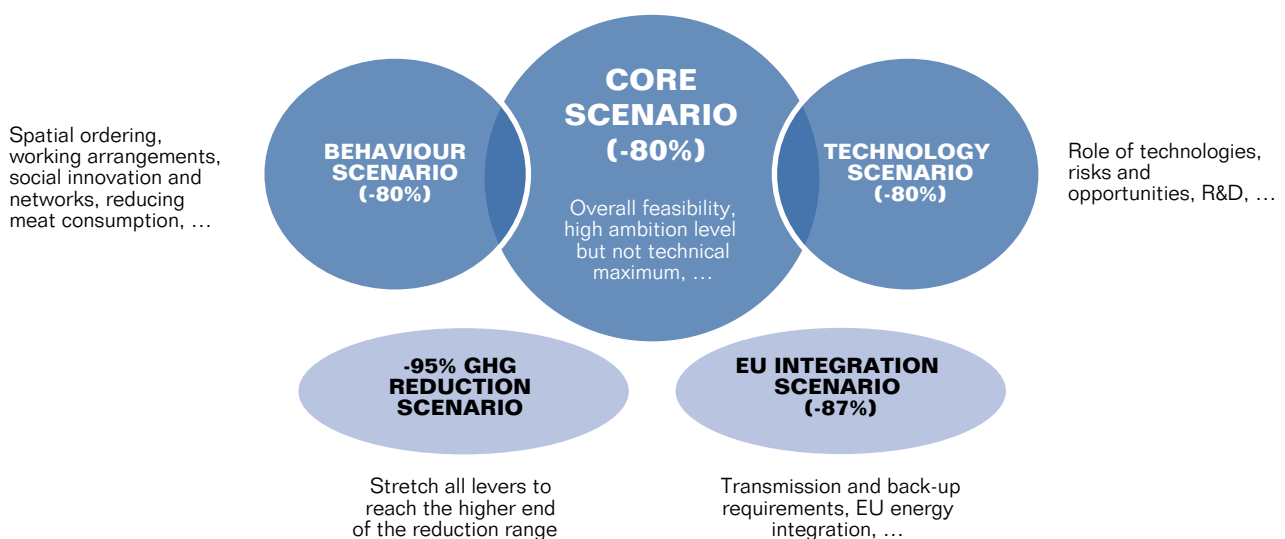 Spatial ordering,
working arrangements,
social innovation and
networks, reducing
meat consumption, …
BEHAVIOUR
SCENARIO
(-80%)
CORE
SCENARIO
(-80%)
Overall feasibility,
high ambition level
but not technical
maximum, …
TECHNOLOGY
SCENARIO
(-80%)
Role of technologies,
risks and
opportunities, R&D, …
-95% GHG
REDUCTION
SCENARIO
Stretch all levers to
reach the higher end
of the reduction range
EU INTEGRATION
SCENARIO
(-87%)
Transmission and back-up
requirements, EU energy
integration, …